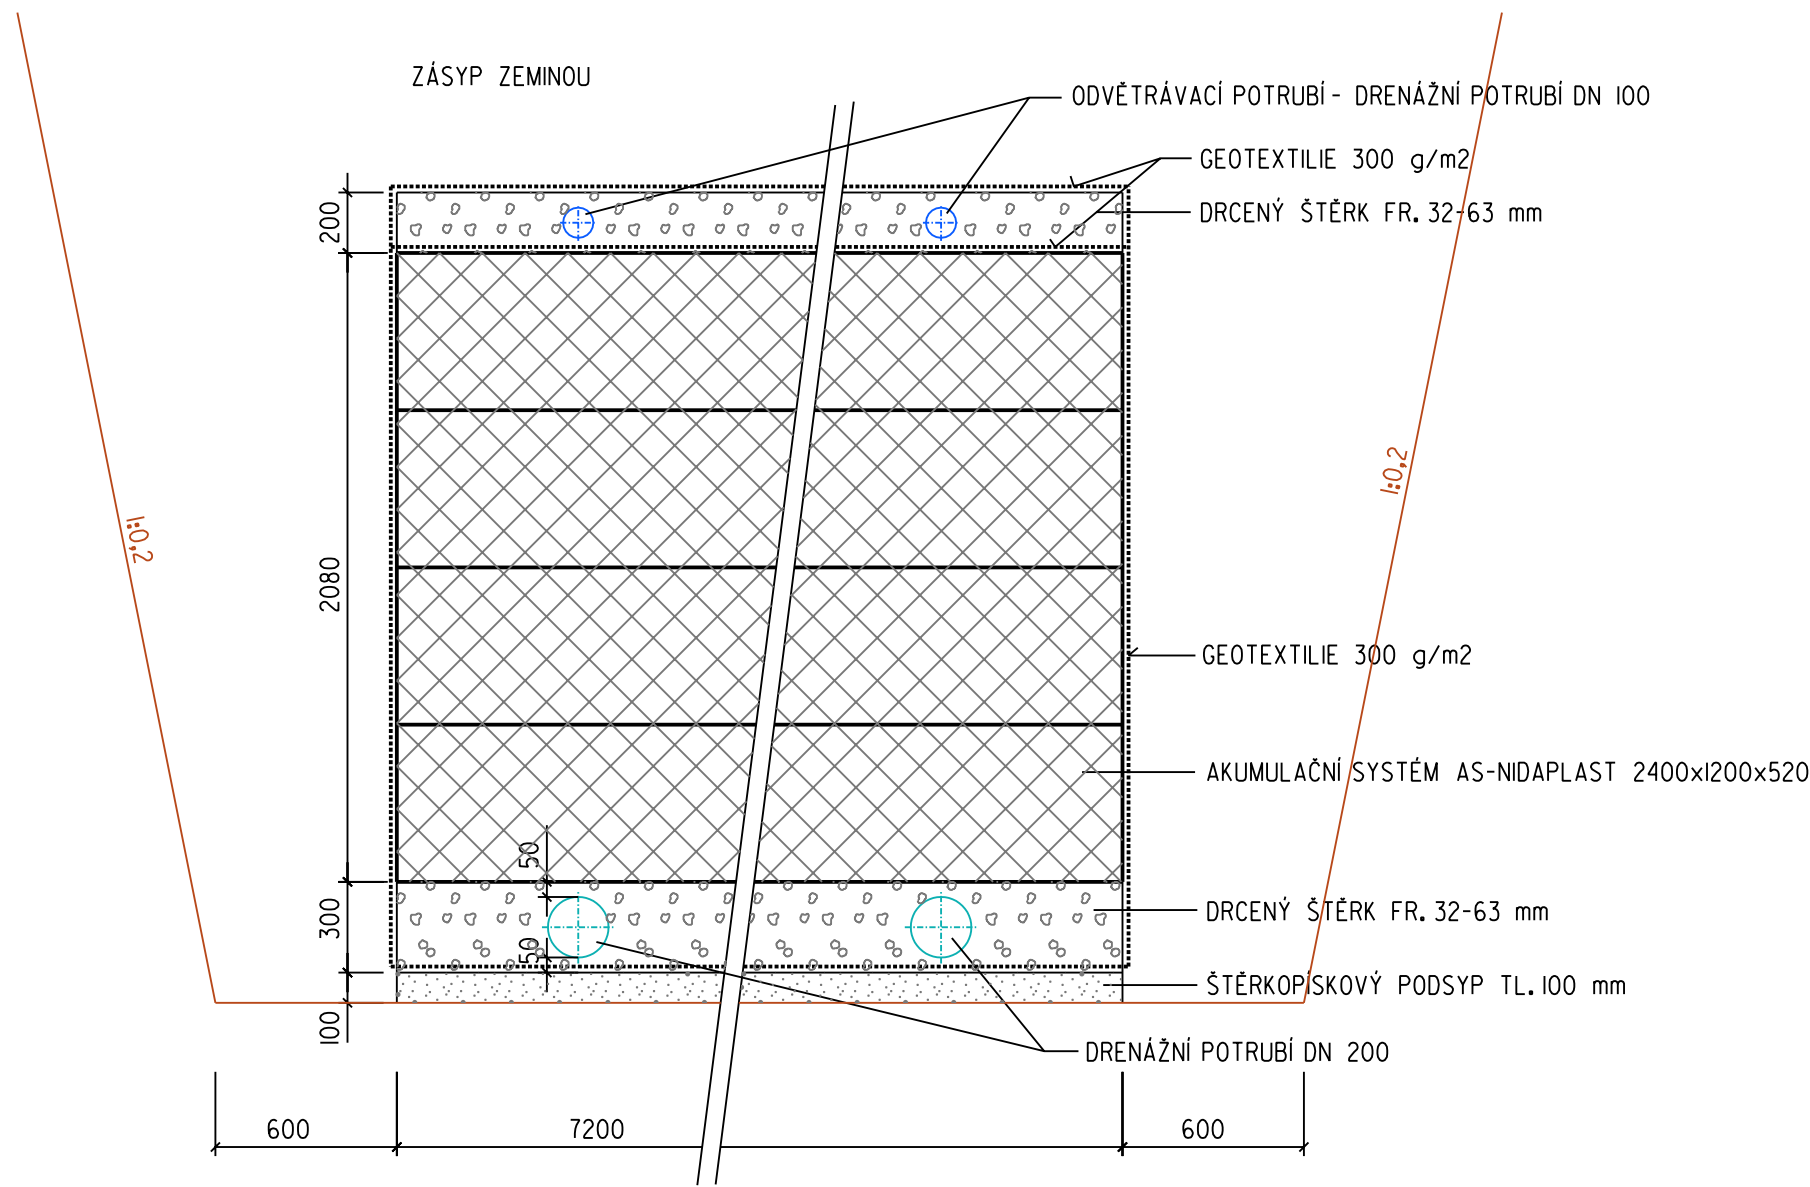 ZÁSYP ZEMINOU
ODVĚTRÁVACÍ POTRUBÍ - DRENÁŽNÍ POTRUBÍ DN 100
GEOTEXTILIE 300 g/m2
DRCENÝ ŠTĚRK FR. 32-63 mm
200
1:0,2
1:0,2
2080
GEOTEXTILIE 300 g/m2
AKUMULAČNÍ SYSTÉM AS-NIDAPLAST 2400x1200x520
50
300
DRCENÝ ŠTĚRK FR. 32-63 mm
50
ŠTĚRKOPÍSKOVÝ PODSYP TL. 100 mm
100
DRENÁŽNÍ POTRUBÍ DN 200
600
7200
600